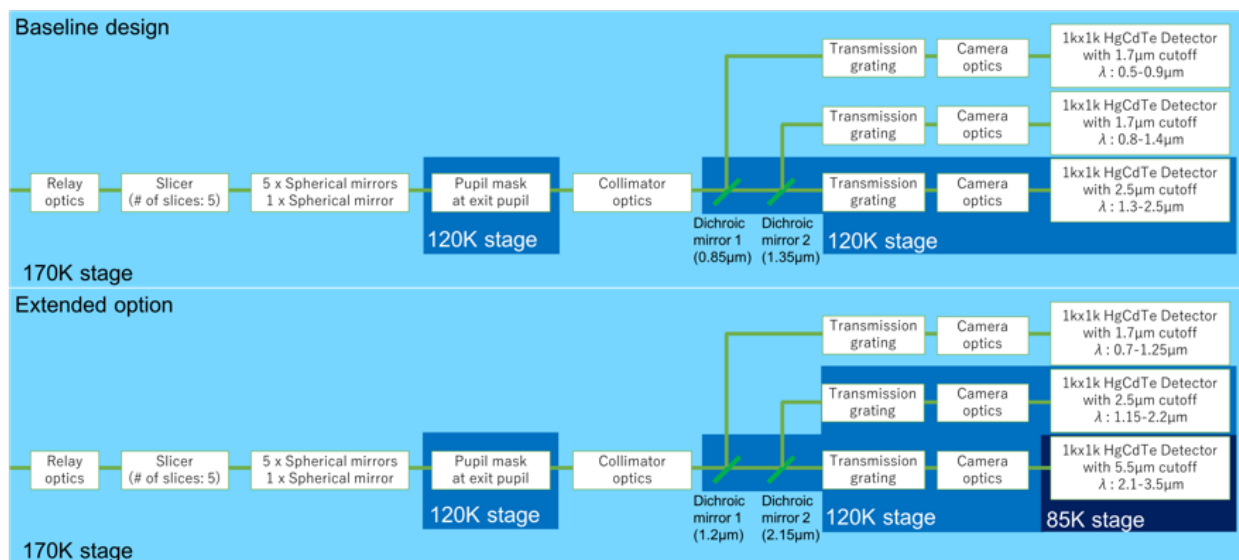 Baseline design
Transmission
grating
Camera
optics
1kx1k HgCdTe Detector
with 1.7μm cutoff
λ : 0.5-0.9μm
Transmission
grating
Camera
optics
1kx1k HgCdTe Detector
with 1.7μm cutoff
λ : 0.8-1.4μm
Relay
optics
Slicer
(# of slices: 5)
5 x Spherical mirrors
1 x Spherical mirror
Pupil mask
at exit pupil
Collimator
optics
Transmission
grating
Camera
optics
1kx1k HgCdTe Detector
with 2.5μm cutoff
λ : 1.3-2.5μm
120K stage
Dichroic
mirror 1
(0.85μm)
Dichroic
mirror 2
(1.35μm)
120K stage
170K stage
Extended option
Transmission
grating
Camera
optics
1kx1k HgCdTe Detector
with 1.7μm cutoff
λ : 0.7-1.25μm
Transmission
grating
Camera
optics
1kx1k HgCdTe Detector
with 2.5μm cutoff
λ : 1.15-2.2μm
Relay
optics
Slicer
(# of slices: 5)
5 x Spherical mirrors
1 x Spherical mirror
Pupil mask
at exit pupil
Collimator
optics
Transmission
grating
Camera
optics
1kx1k HgCdTe Detector
with 5.5μm cutoff
λ : 2.1-3.5μm
120K stage
Dichroic
mirror 1
(1.2μm)
Dichroic
mirror 2
(2.15μm)
120K stage
85K stage
170K stage